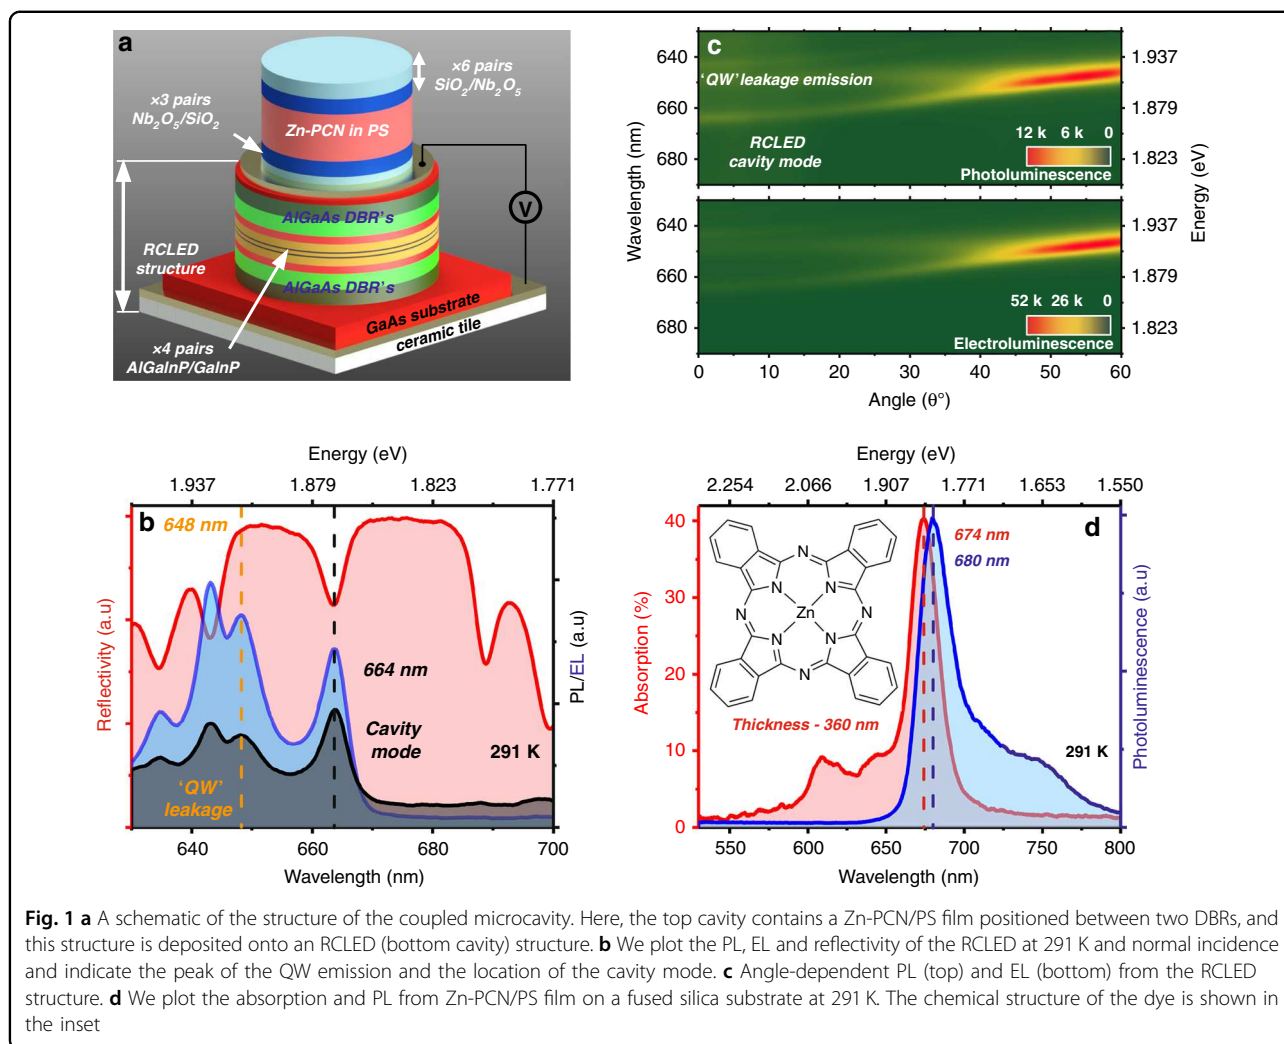 a
×6 pairs
SiO2/Nb2O5
×3 pairs
Nb2O5/SiO2
Zn-PCN in PS
AlGaAs DBR's
V
RCLED
structure
AlGaAs DBR's
GaAs substrate
ceramic tile
×4 pairs
AlGaInP/GaInP
c
'QW' leakage emission
RCLED
cavity mode
12 k 6 k 0
Photoluminescence
640
660
680
1.937
1.879
1.823
52 k 26 k 0
Electroluminescence
640
660
680
1.937
1.879
1.823
Wavelength (nm)
Energy (eV)
0 10 20 30 40 50 60
Angle (θ°)
Energy (eV)
1.937 1.879 1.823 1.771
b
648 nm
664 nm
Cavity
mode
291 K
'QW'
leakage
Reflectivity (a.u)
PL/EL (a.u)
640 660 680 700
Wavelength (nm)
Energy (eV)
2.254 2.066 1.907 1.771 1.653 1.550
d
674 nm
680 nm
40
30
20
10
0
Absorption (%)
Photoluminescence (a.u)
N
N
N
N
Zn
N
N
N
N
Thickness - 360 nm
291 K
550 600 650 700 750 800
Wavelength (nm)
Fig. 1 a A schematic of the structure of the coupled microcavity. Here, the top cavity contains a Zn-PCN/PS film positioned between two DBRs, and
this structure is deposited onto an RCLED (bottom cavity) structure. b We plot the PL, EL and reflectivity of the RCLED at 291 K and normal incidence
and indicate the peak of the QW emission and the location of the cavity mode. c Angle-dependent PL (top) and EL (bottom) from the RCLED
structure. d We plot the absorption and PL from Zn-PCN/PS film on a fused silica substrate at 291 K. The chemical structure of the dye is shown in
the inset